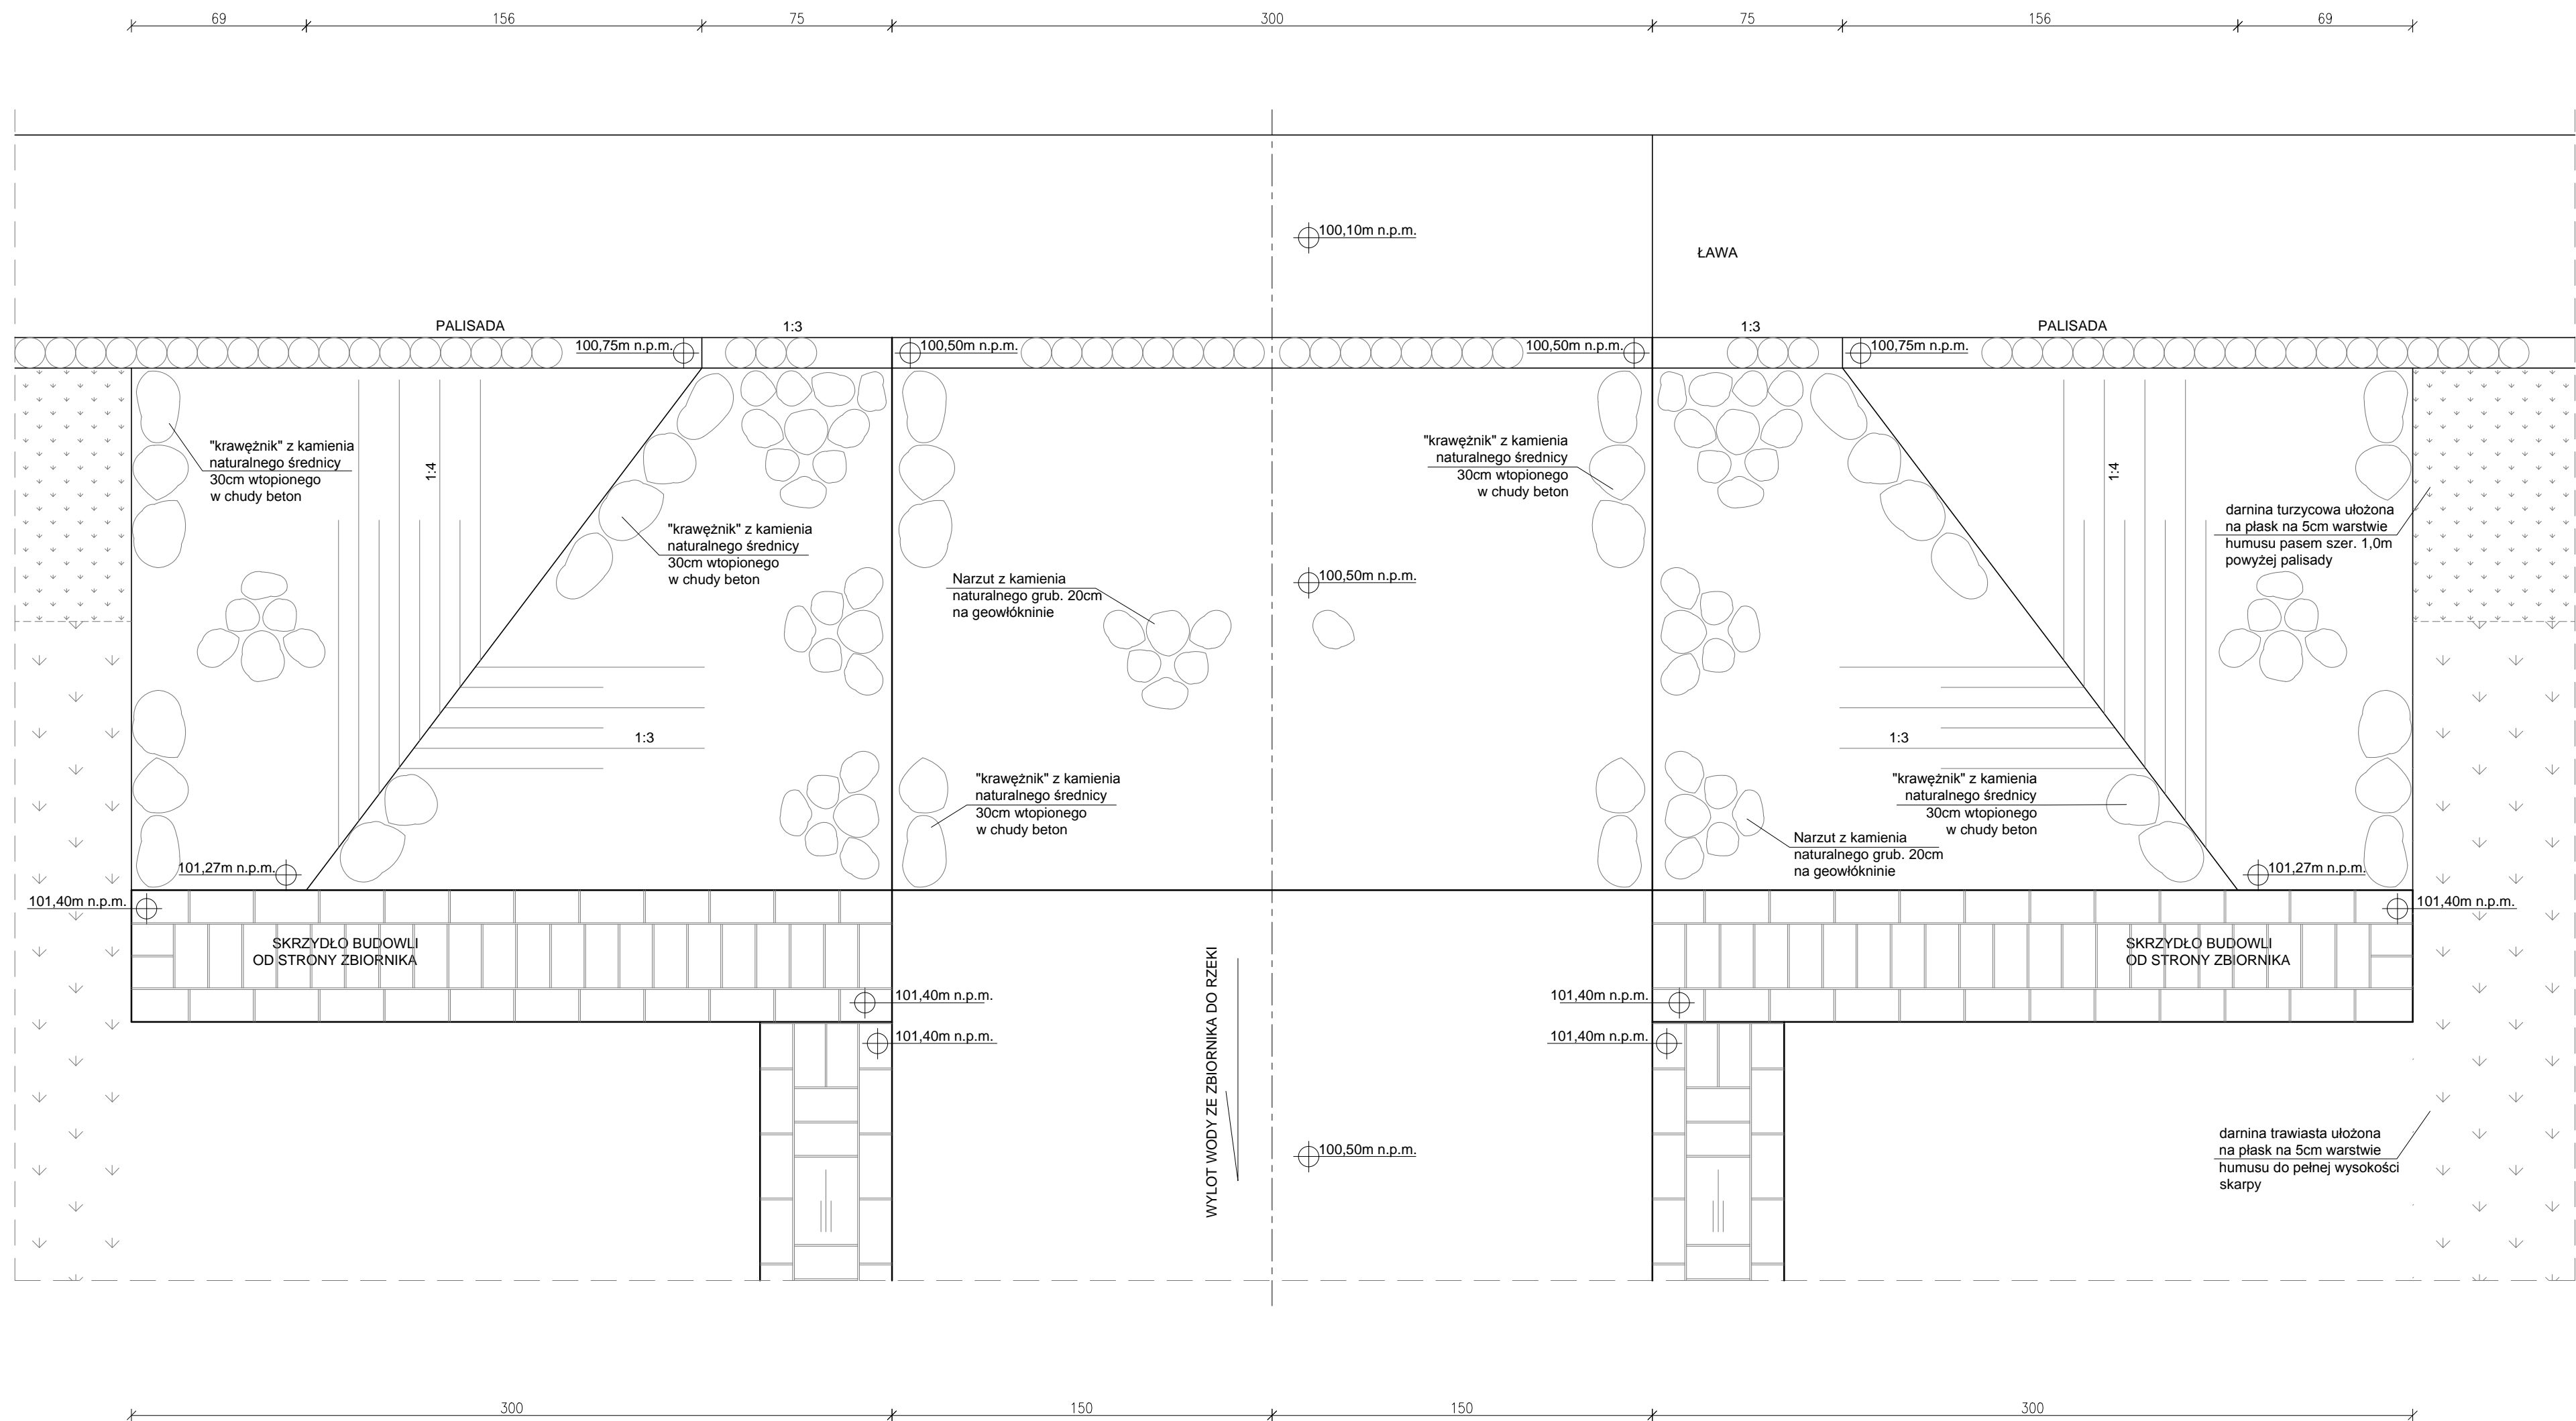 69 156 75 300 75 156 69
100,10m n.p.m.
ŁAWA
PALISADA 1:3 1:3 PALISADA
100,75m n.p.m. 100,50m n.p.m. 100,50m n.p.m. 100,75m n.p.m.
"krawężnik" z kamienia
naturalnego średnicy
30cm wtopionego
w chudy beton
1:4
"krawężnik" z kamienia
naturalnego średnicy
30cm wtopionego
w chudy beton
"krawężnik" z kamienia
naturalnego średnicy
30cm wtopionego
w chudy beton
1:4
darnina turzycowa ułożona
na płask na 5cm warstwie
humusu pasem szer. 1,0m
powyżej palisady
Narzut z kamienia
naturalnego grub. 20cm
na geowłókninie
100,50m n.p.m.
1:3
1:3
"krawężnik" z kamienia
naturalnego średnicy
30cm wtopionego
w chudy beton
"krawężnik" z kamienia
naturalnego średnicy
30cm wtopionego
w chudy beton
Narzut z kamienia
naturalnego grub. 20cm
na geowłókninie
101,27m n.p.m.
101,27m n.p.m.
101,40m n.p.m.
101,40m n.p.m.
SKRZYDŁO BUDOWLI
OD STRONY ZBIORNIKA
SKRZYDŁO BUDOWLI
OD STRONY ZBIORNIKA
101,40m n.p.m.
101,40m n.p.m.
101,40m n.p.m.
101,40m n.p.m.
WYLOT WODY ZE ZBIORNIKA DO RZEKI
100,50m n.p.m.
darnina trawiasta ułożona
na płask na 5cm warstwie
humusu do pełnej wysokości
skarpy
300 150 150 300